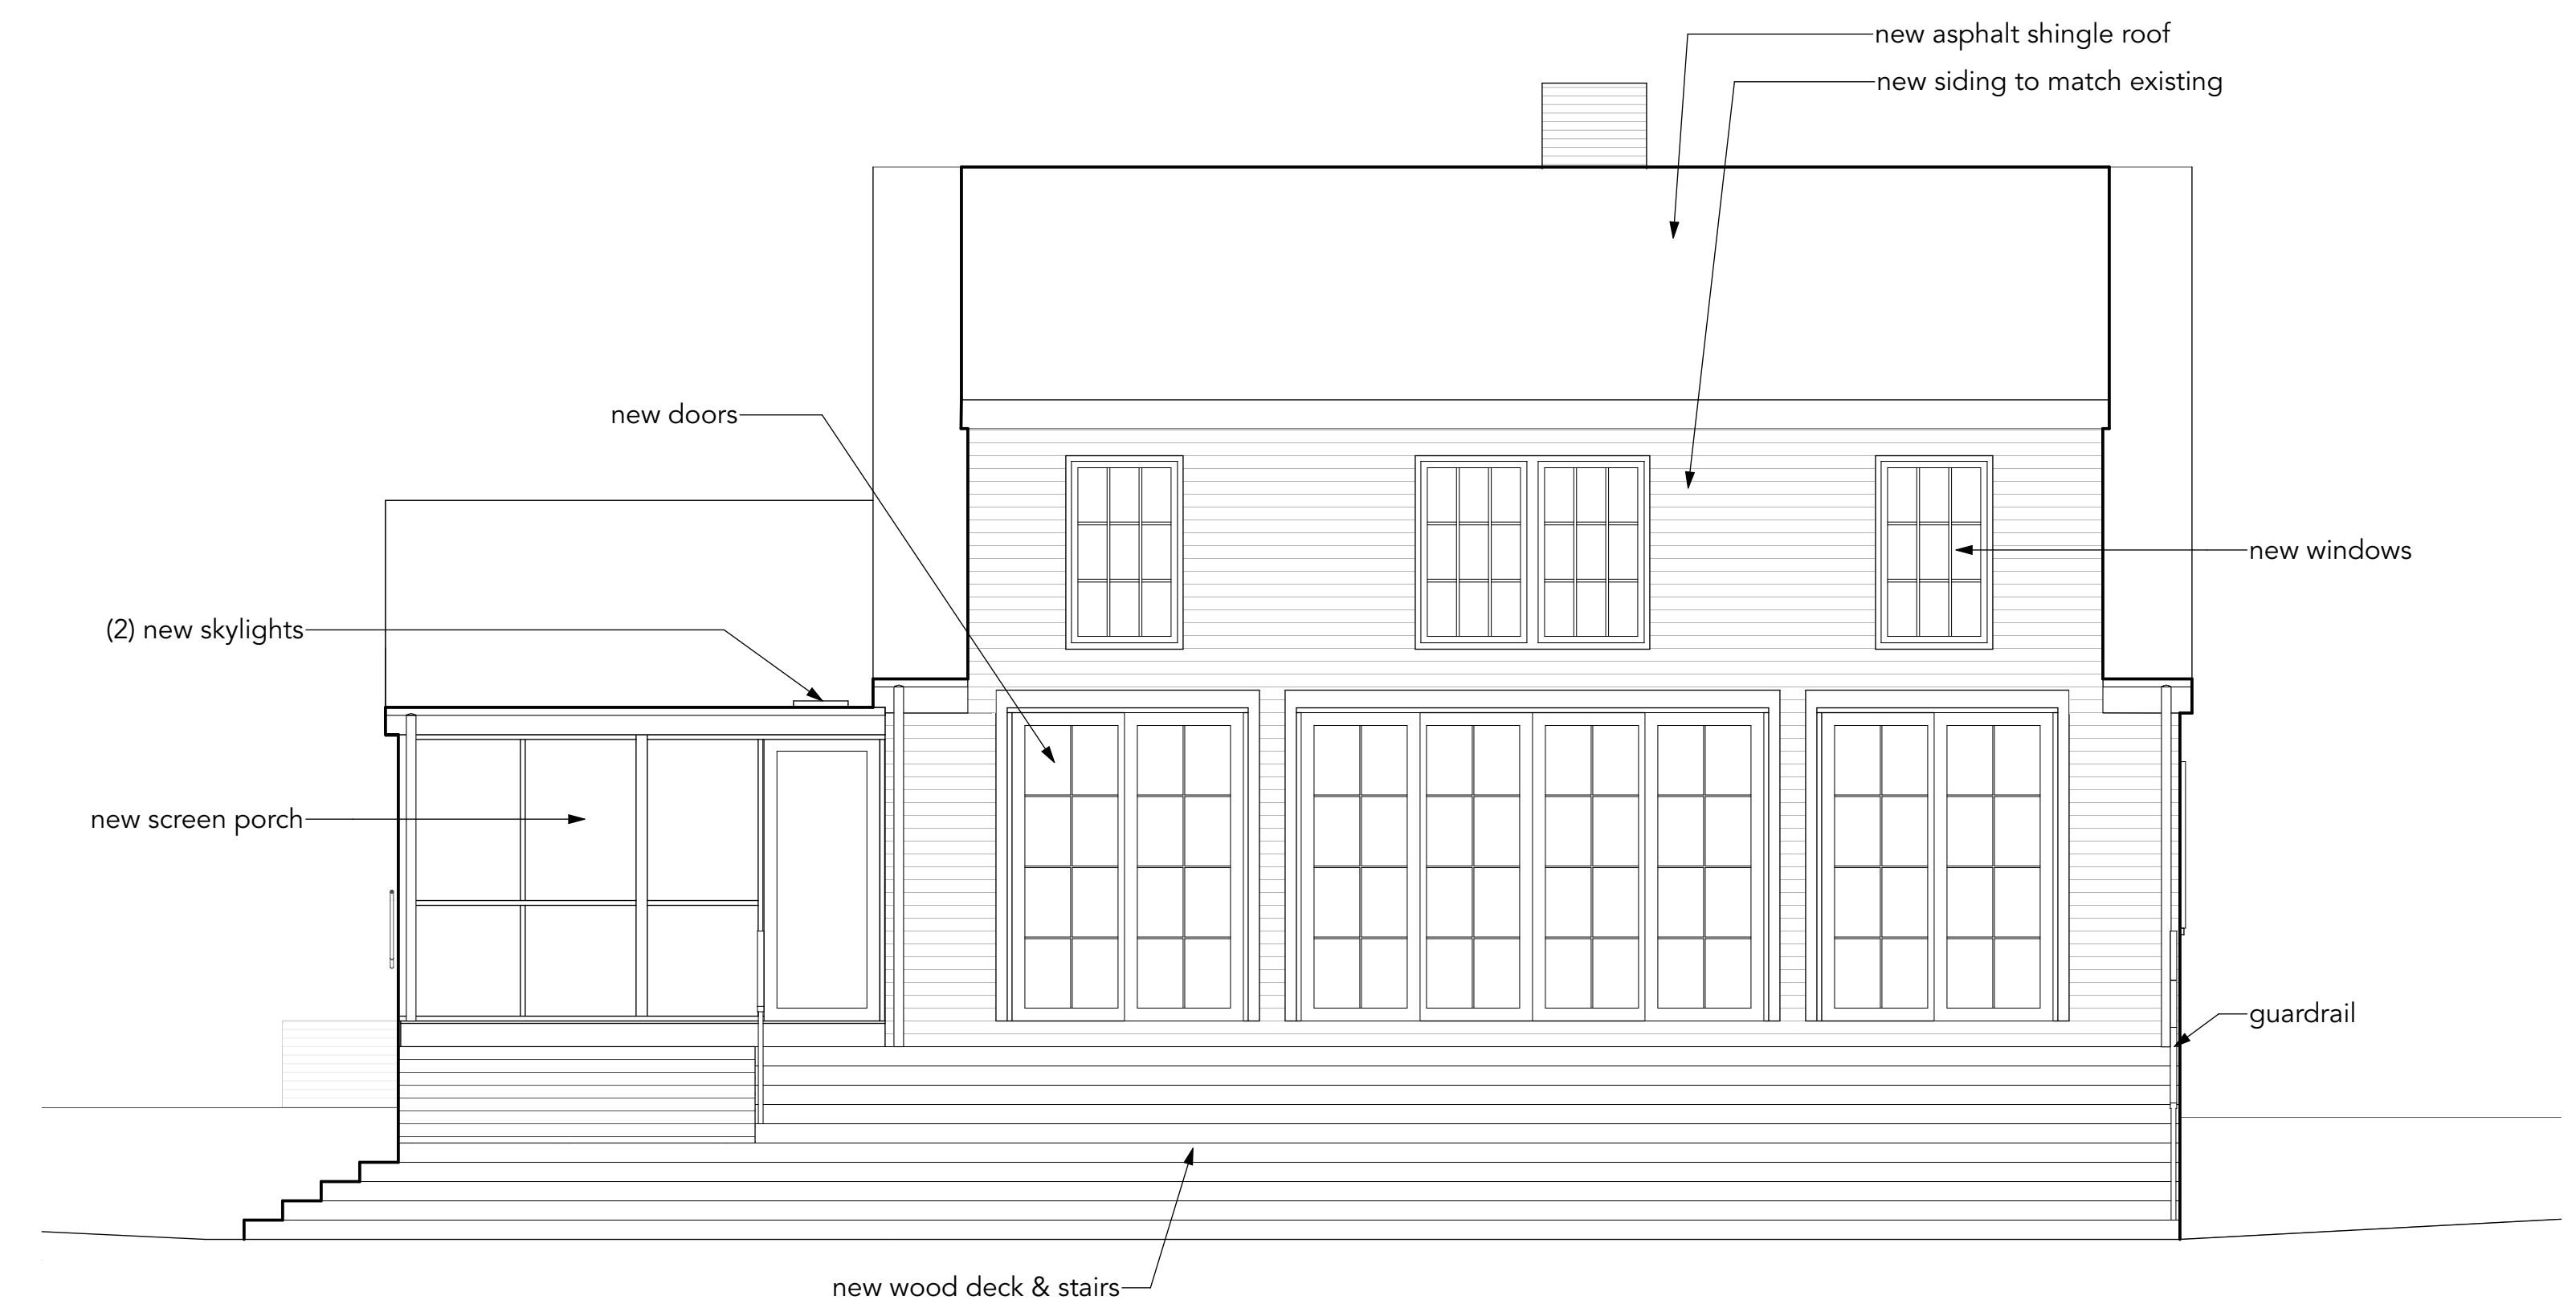 new asphalt shingle roof
new siding to match existing
new doors
new windows
(2) new skylights
new screen porch
guardrail
new wood deck & stairs